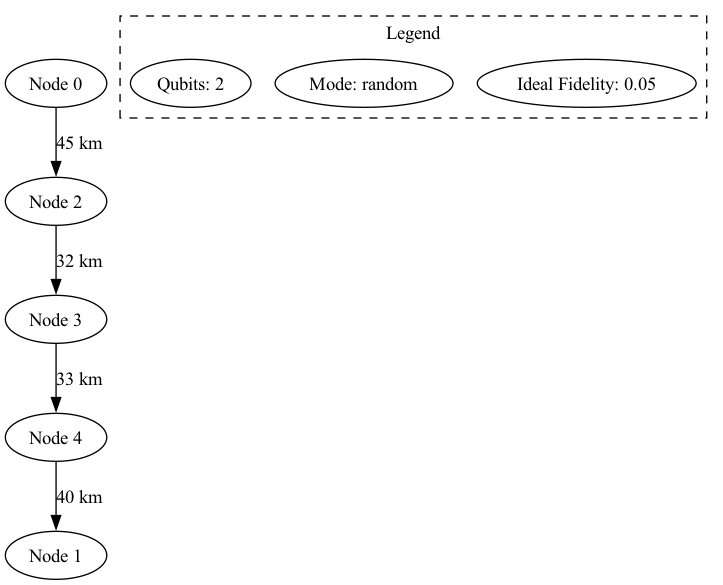 Legend
Node 0
Qubits: 2
Mode: random
Ideal Fidelity: 0.05
45 km
Node 2
32 km
Node 3
33 km
Node 4
40 km
Node 1